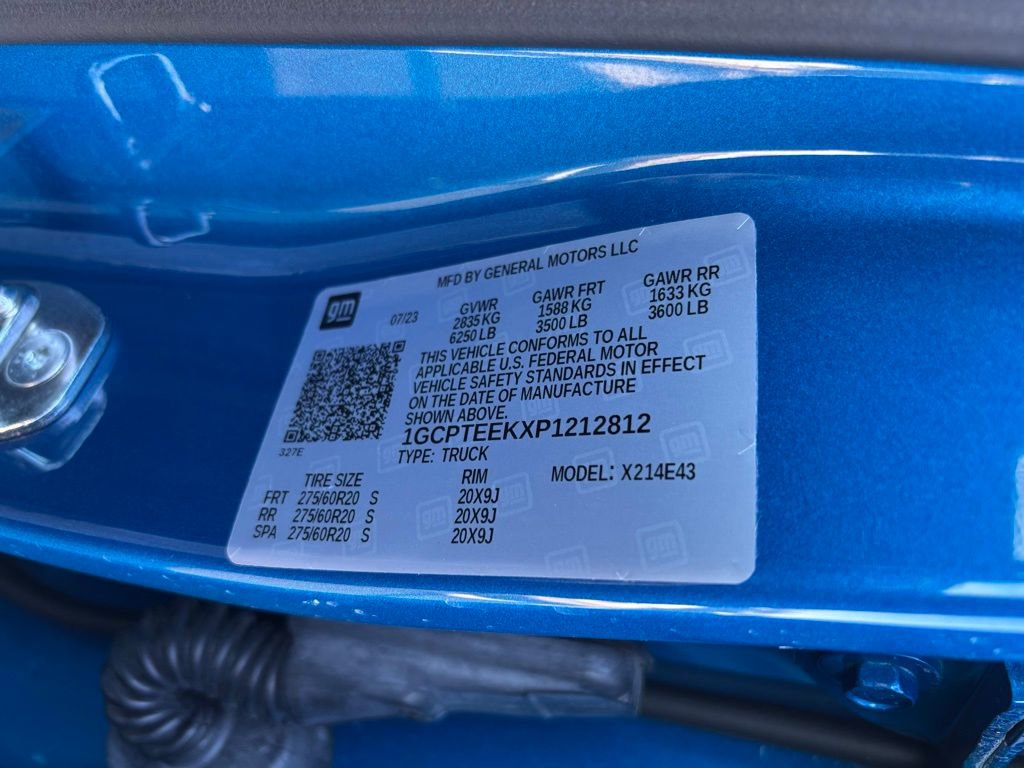 MFD BY GENERAL MOTORS LLC
gm
07/23
GVWR GAWR FRT GAWR RR
2835 KG 1588 KG 1633 KG
6250 LB 3500 LB 3600 LB
THIS VEHICLE CONFORMS TO ALL
APPLICABLE U.S. FEDERAL MOTOR
VEHICLE SAFETY STANDARDS IN EFFECT
ON THE DATE OF MANUFACTURE
SHOWN ABOVE.
327E
1GCPTEEKXP1212812
TYPE: TRUCK
TIRE SIZE RIM MODEL: X214E43
FRT 275/60R20 S 20X9J
RR 275/60R20 S 20X9J
SPA 275/60R20 S 20X9J